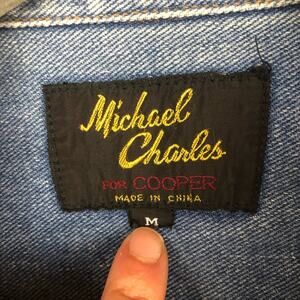 Michael
Charles
FOR COOPER
MADE IN CHINA
M